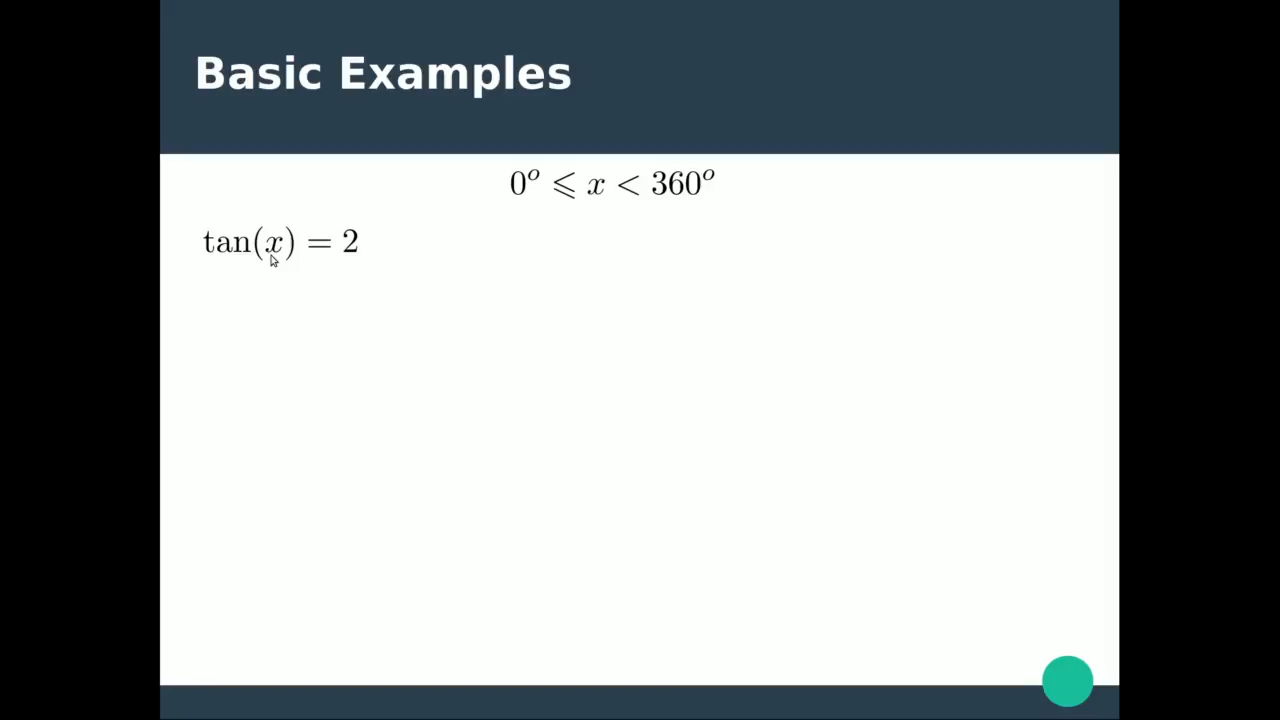 Basic Examples
0° ⩽ x < 360°
tan(x) = 2